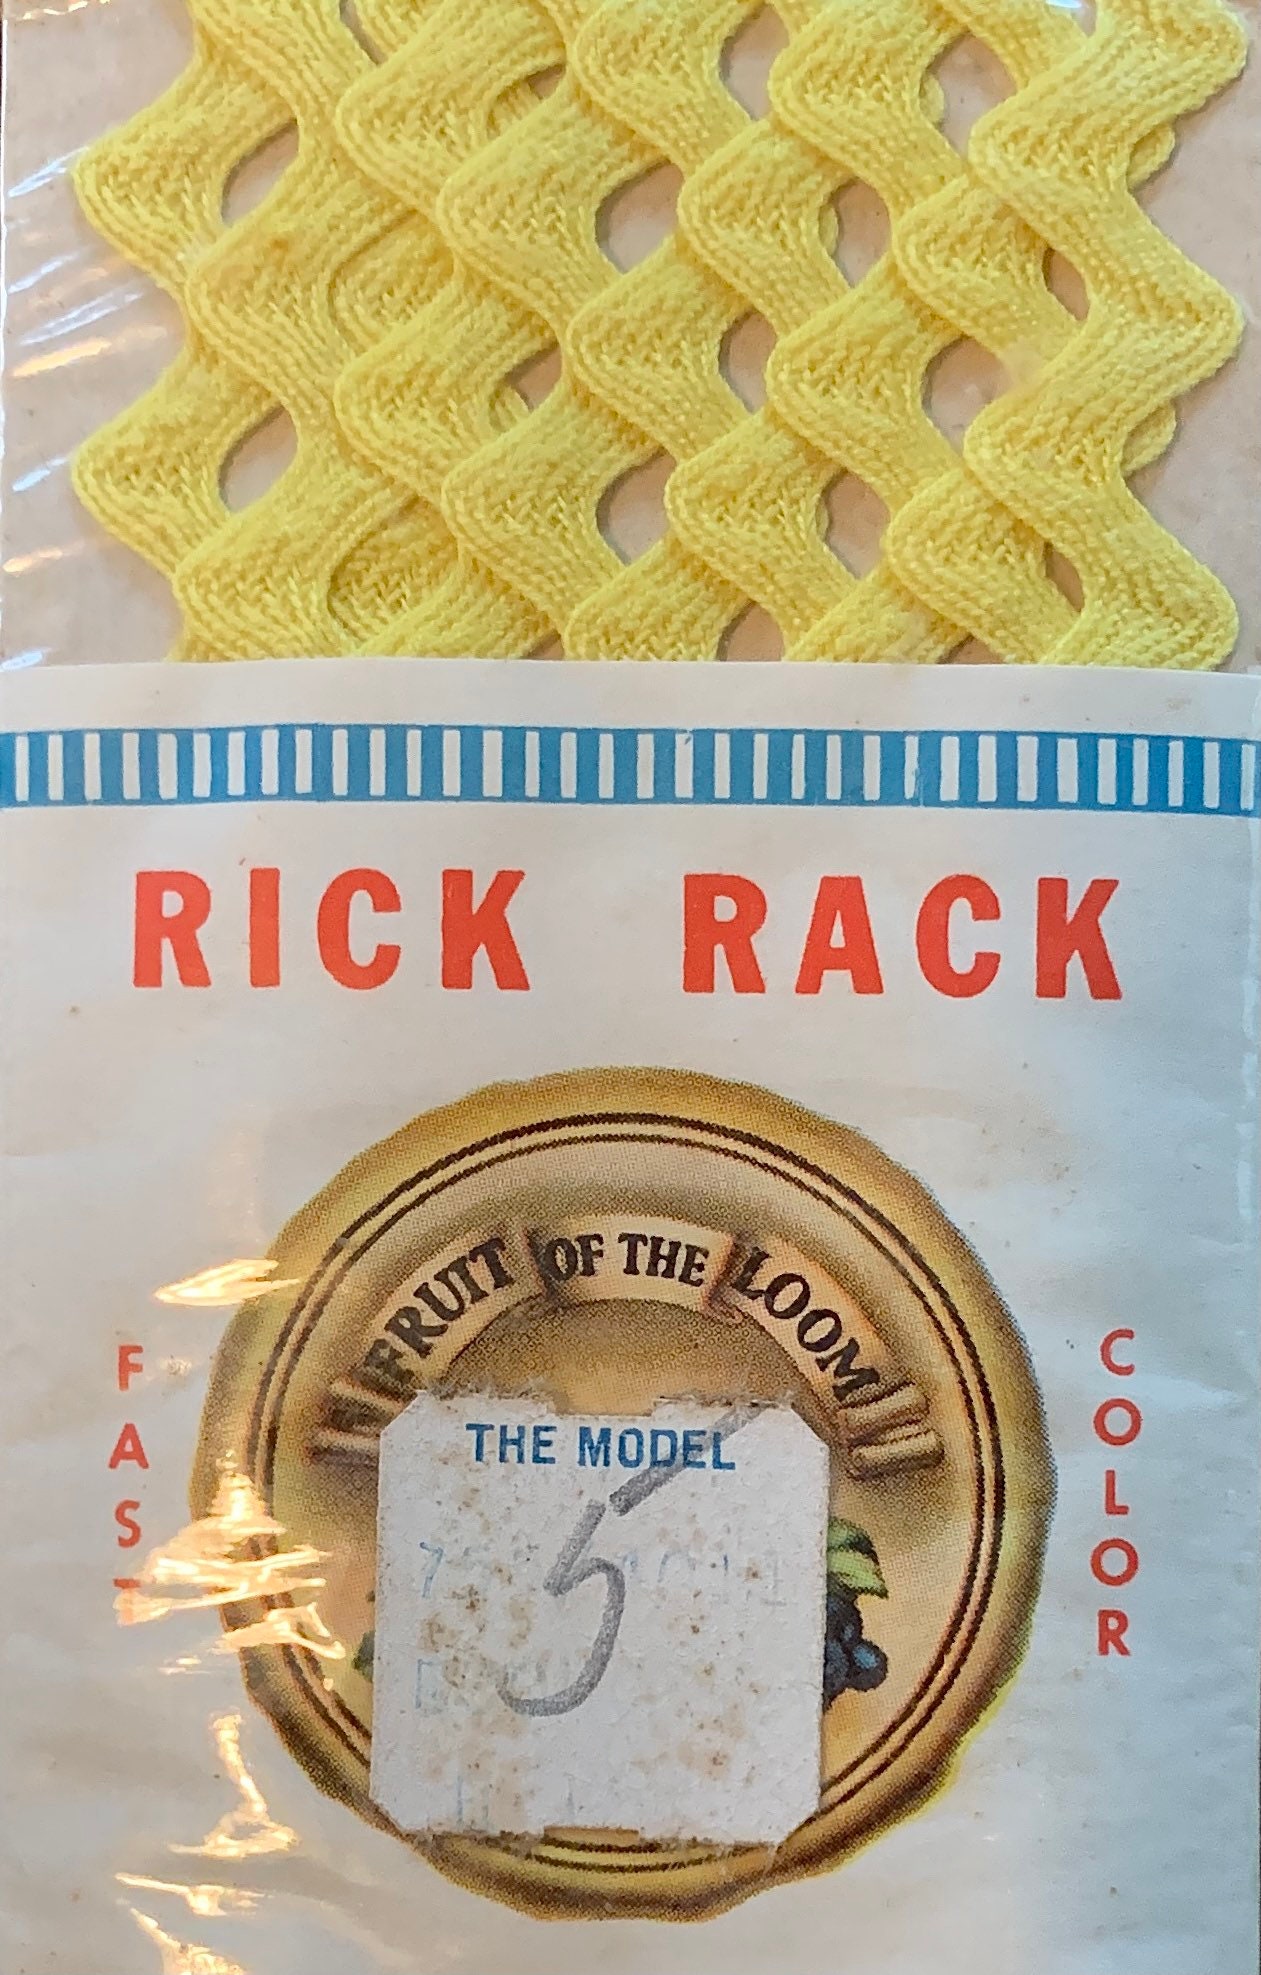 RICK RACK
FRUIT OF THE LOOM
FAST
COLOR
THE MODEL
5